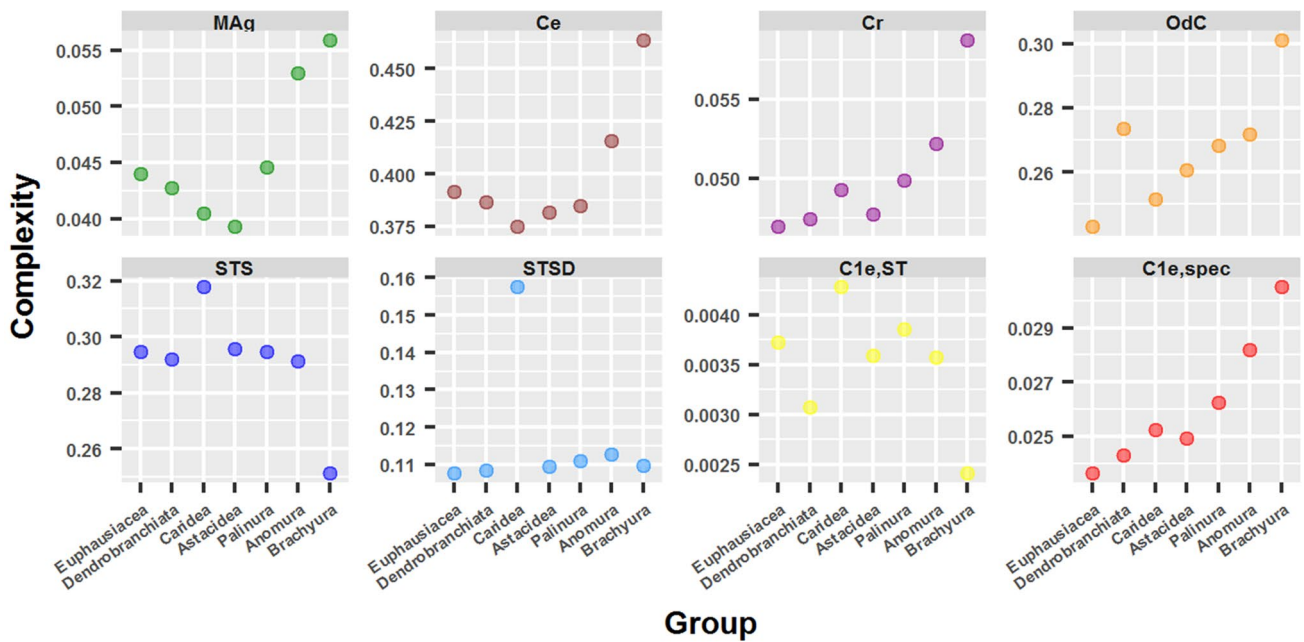 MAg Ce Cr OdC
0.055
0.050
0.045
0.040
0.450
0.425
0.400
0.375
0.055
0.050
0.30
0.28
0.26
Complexity
STS STSD C1e,ST C1e,spec
0.32
0.30
0.28
0.26
0.16
0.15
0.14
0.13
0.12
0.11
0.0040
0.0035
0.0030
0.0025
0.029
0.027
0.025
Euphausiacea
Dendrobranchiata
Caridea
Astacidea
Palinura
Anomura
Brachyura
Euphausiacea
Dendrobranchiata
Caridea
Astacidea
Palinura
Anomura
Brachyura
Euphausiacea
Dendrobranchiata
Caridea
Astacidea
Palinura
Anomura
Brachyura
Euphausiacea
Dendrobranchiata
Caridea
Astacidea
Palinura
Anomura
Brachyura
Group